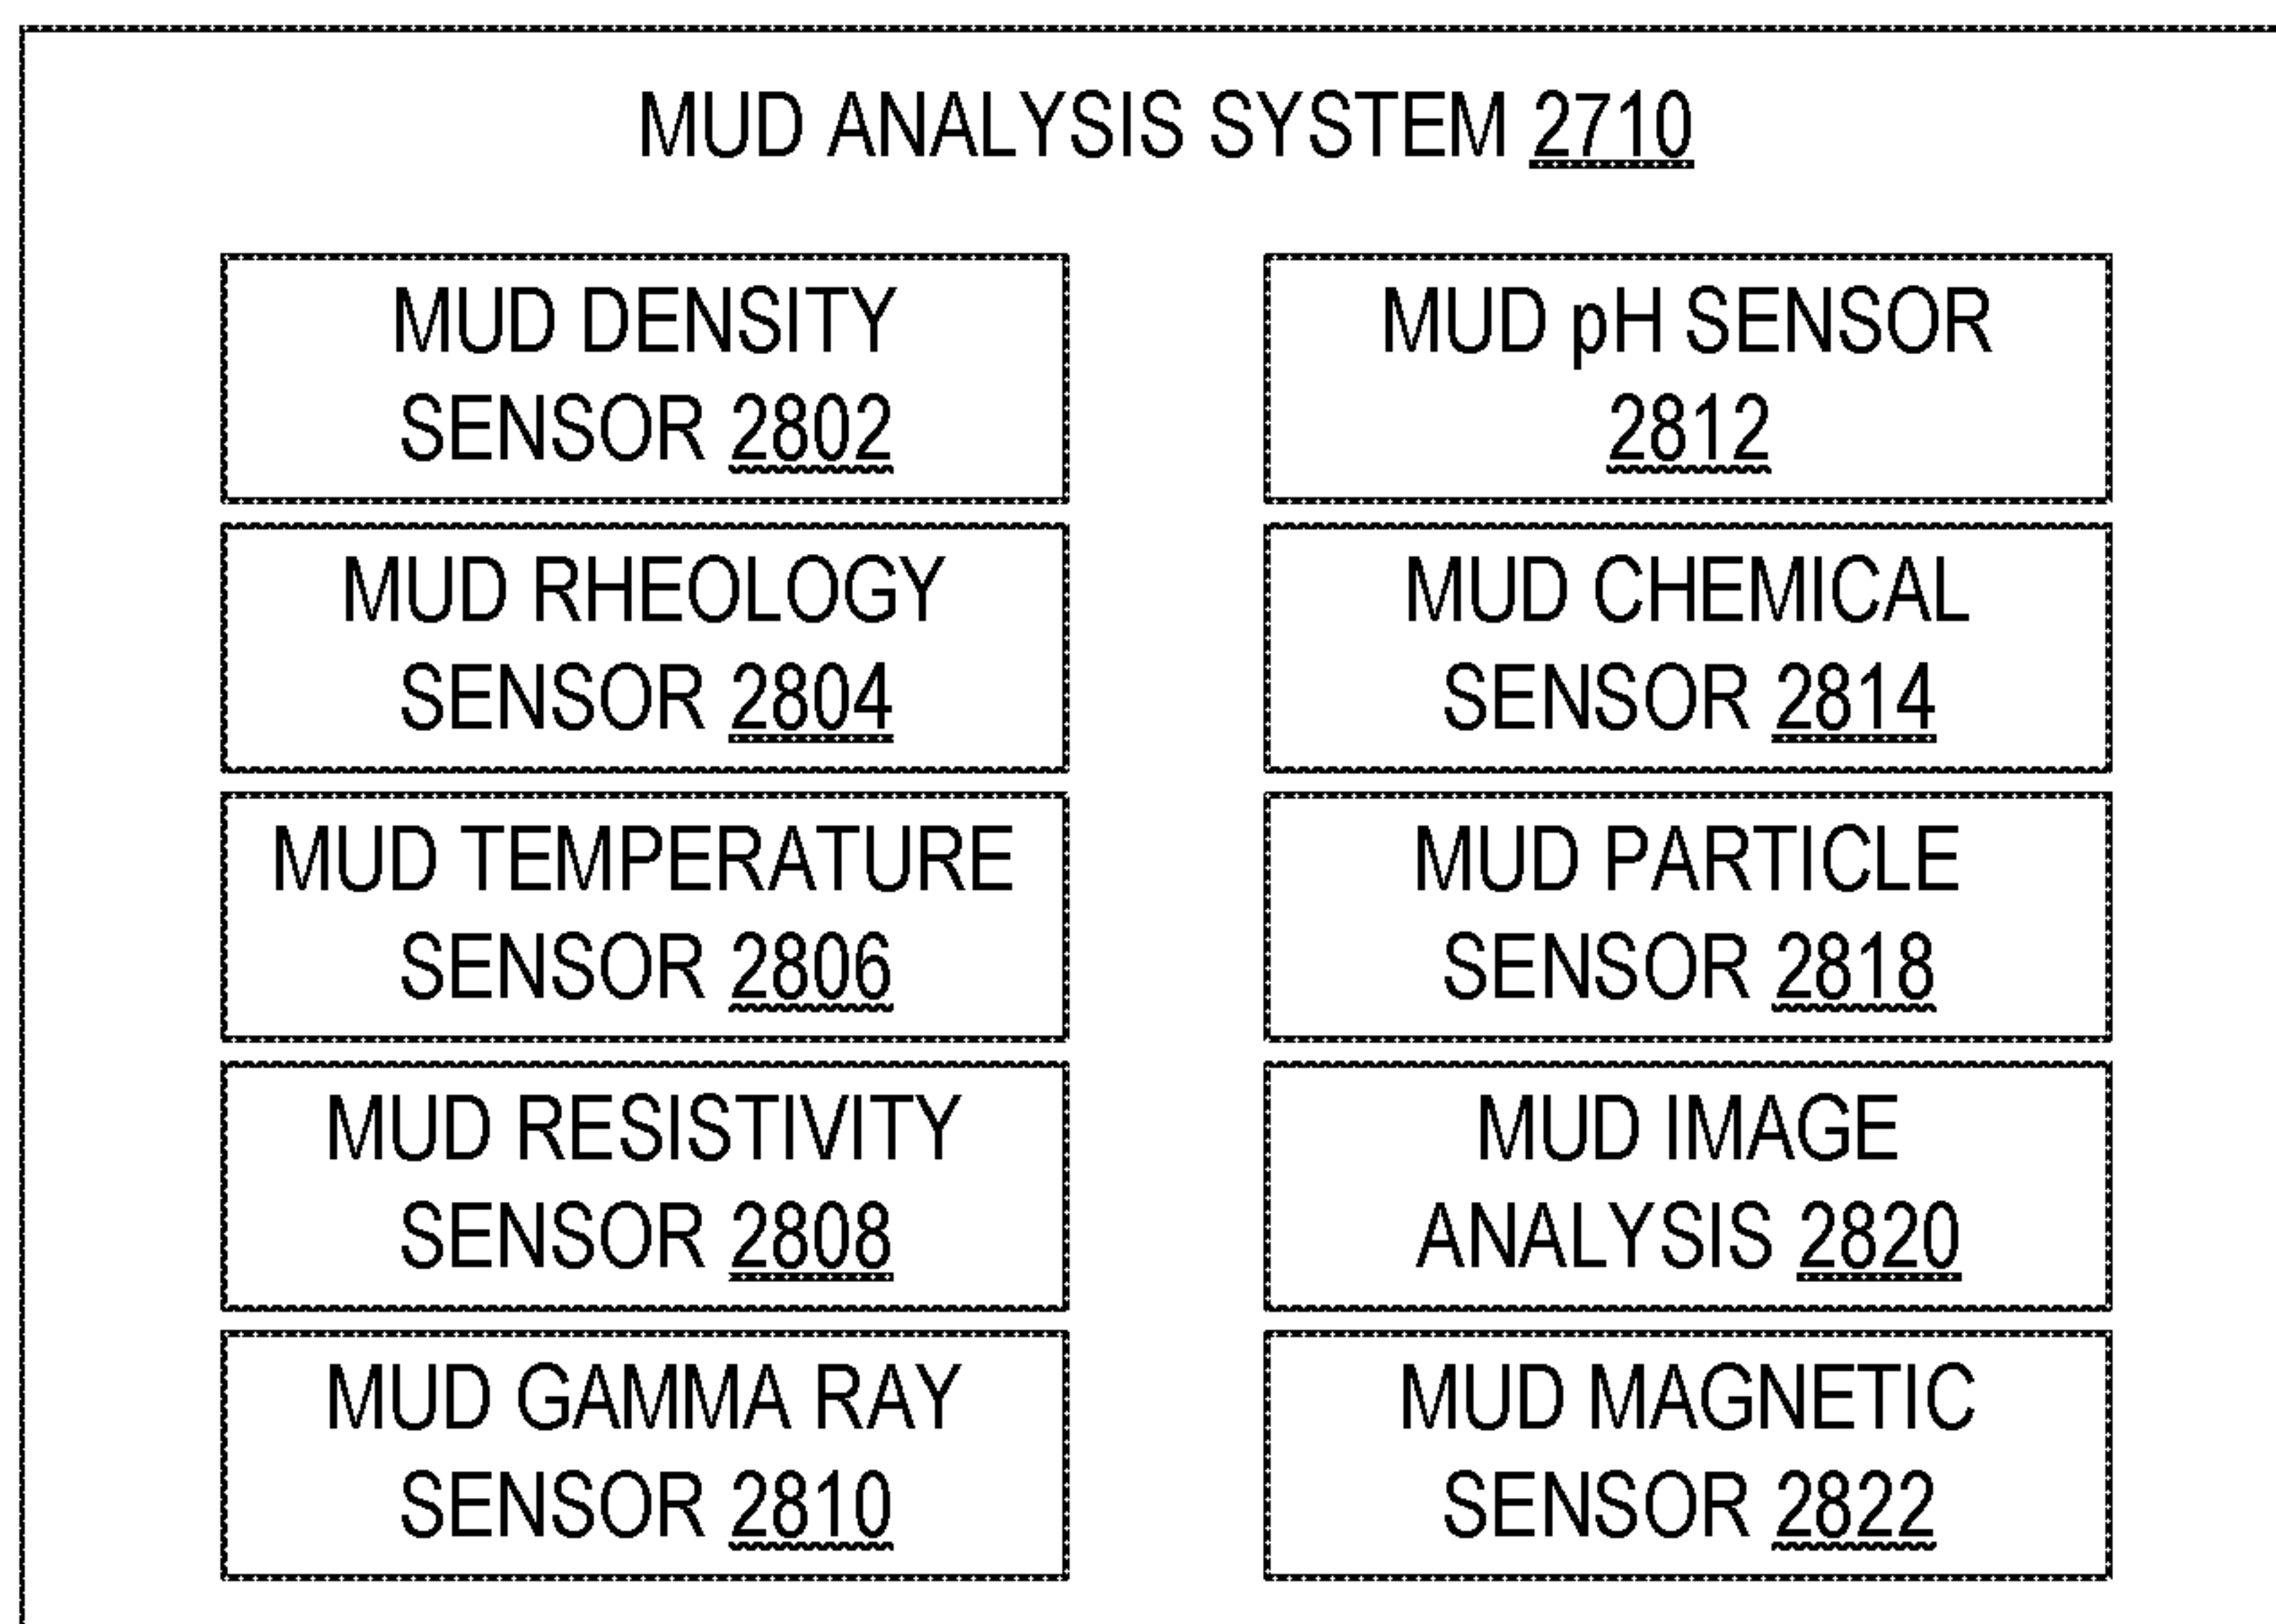 MUD ANALYSIS SYSTEM 2710
MUD DENSITY
SENSOR 2802
MUD RHEOLOGY
SENSOR 2804
MUD TEMPERATURE
SENSOR 2806
MUD RESISTIVITY
SENSOR 2808
MUD GAMMA RAY
SENSOR 2810
MUD pH SENSOR
2812
MUD CHEMICAL
SENSOR 2814
MUD PARTICLE
SENSOR 2818
MUD IMAGE
ANALYSIS 2820
MUD MAGNETIC
SENSOR 2822